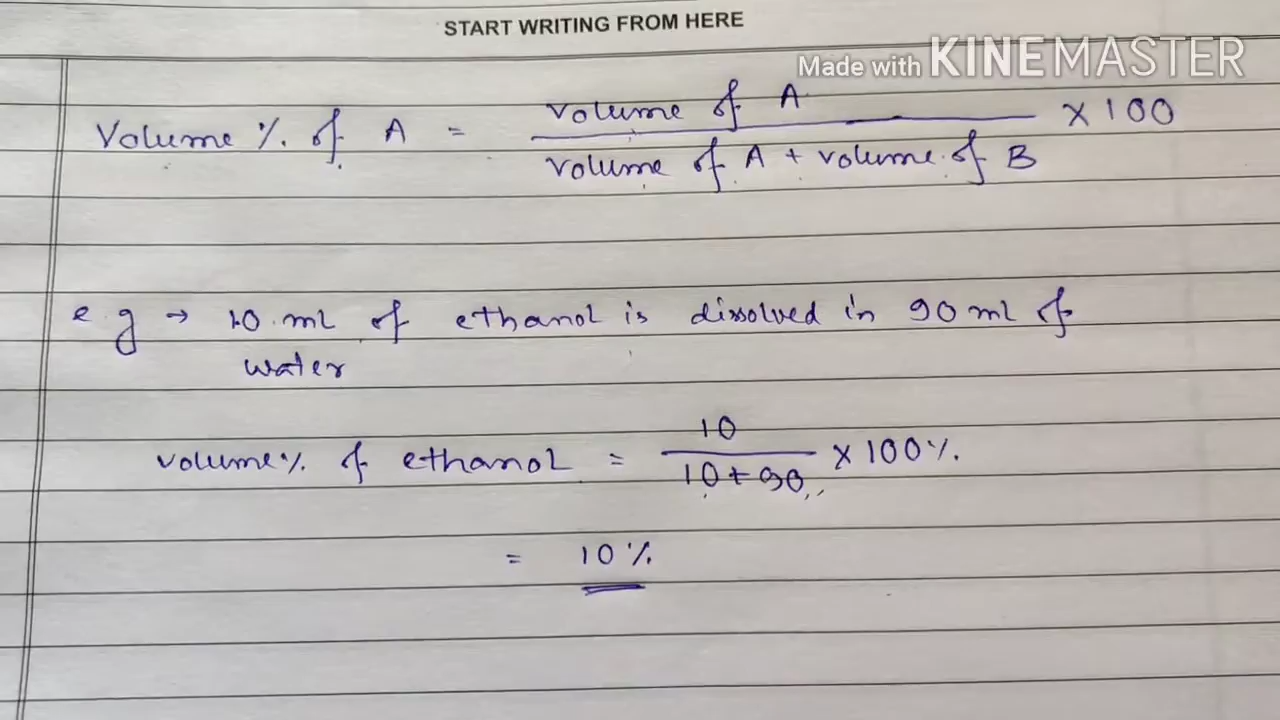 START WRITING FROM HERE
Made with KINEMASTER
Volume % of A = volume of A / volume of A + volume of B × 100
e g → 10 ml of ethanol is dissolved in 90 ml of
water
volume % of ethanol = 10 / 10 + 90 × 100 %.
= 10 %